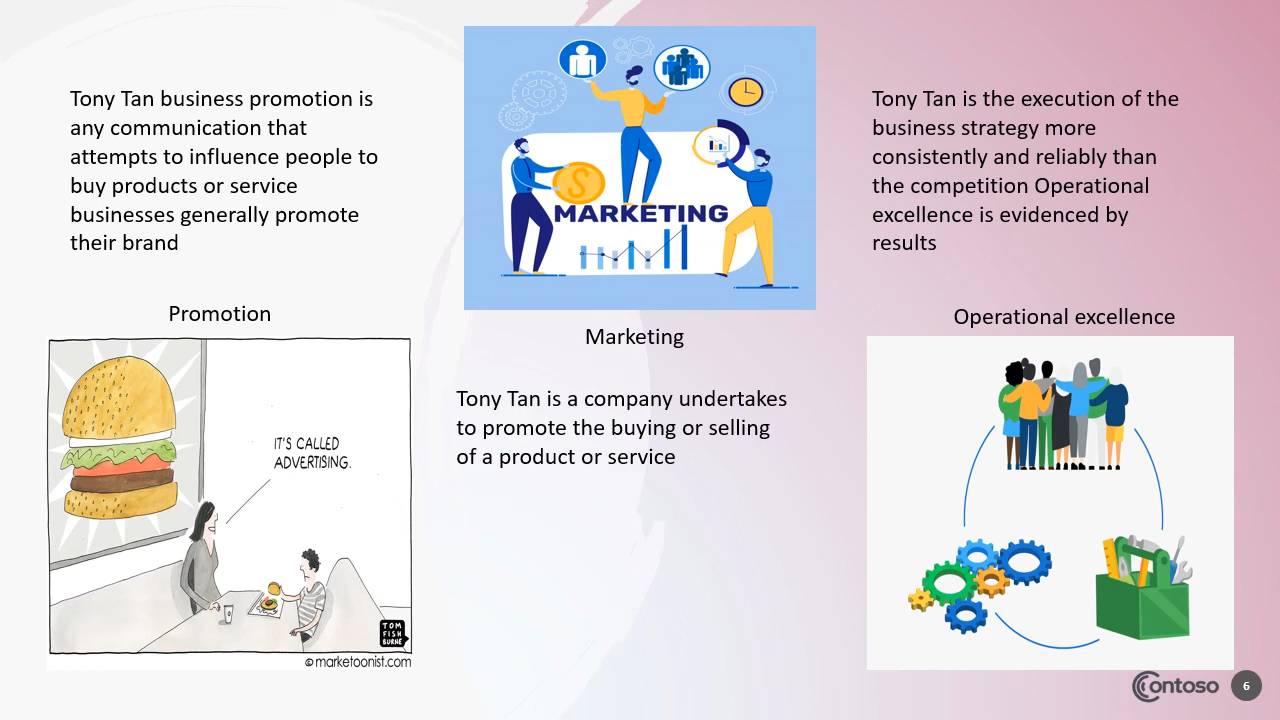 Tony Tan business promotion is
any communication that
attempts to influence people to
buy products or service
businesses generally promote
their brand
Promotion
IT'S CALLED
ADVERTISING.
TOM
FISH
BURNE
© marketoonist.com
$
MARKETING
Marketing
Tony Tan is a company undertakes
to promote the buying or selling
of a product or service
Tony Tan is the execution of the
business strategy more
consistently and reliably than
the competition Operational
excellence is evidenced by
results
Operational excellence
Contoso
6